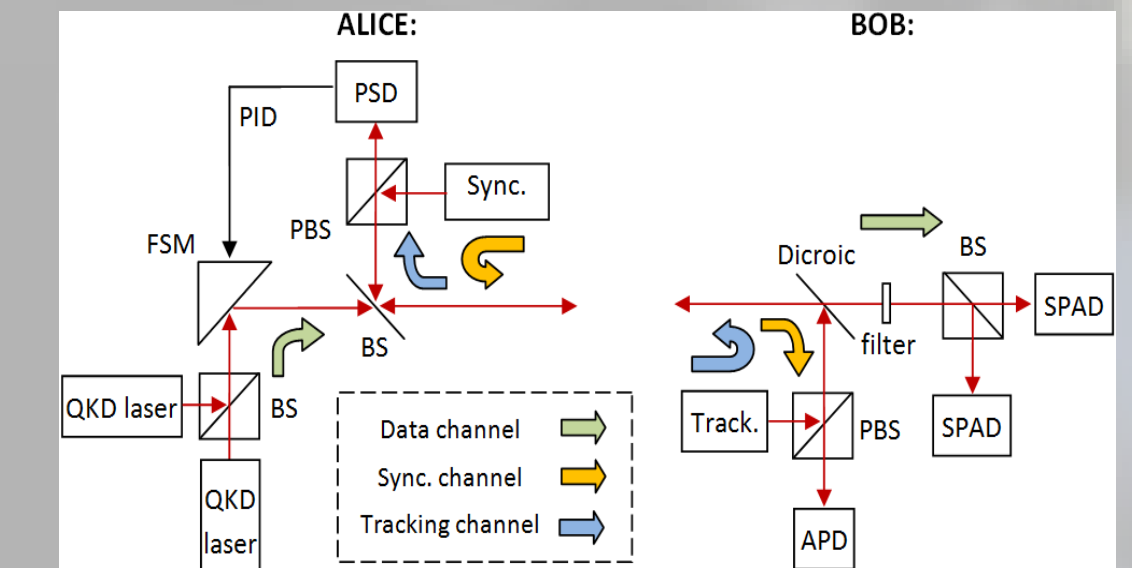 ALICE:
BOB:
PSD
PID
Sync.
PBS
FSM
BS
Dicroic
BS
SPAD
filter
BS
QKD laser
BS
Track.
PBS
SPAD
Data channel
Sync. channel
Tracking channel
QKD
laser
APD